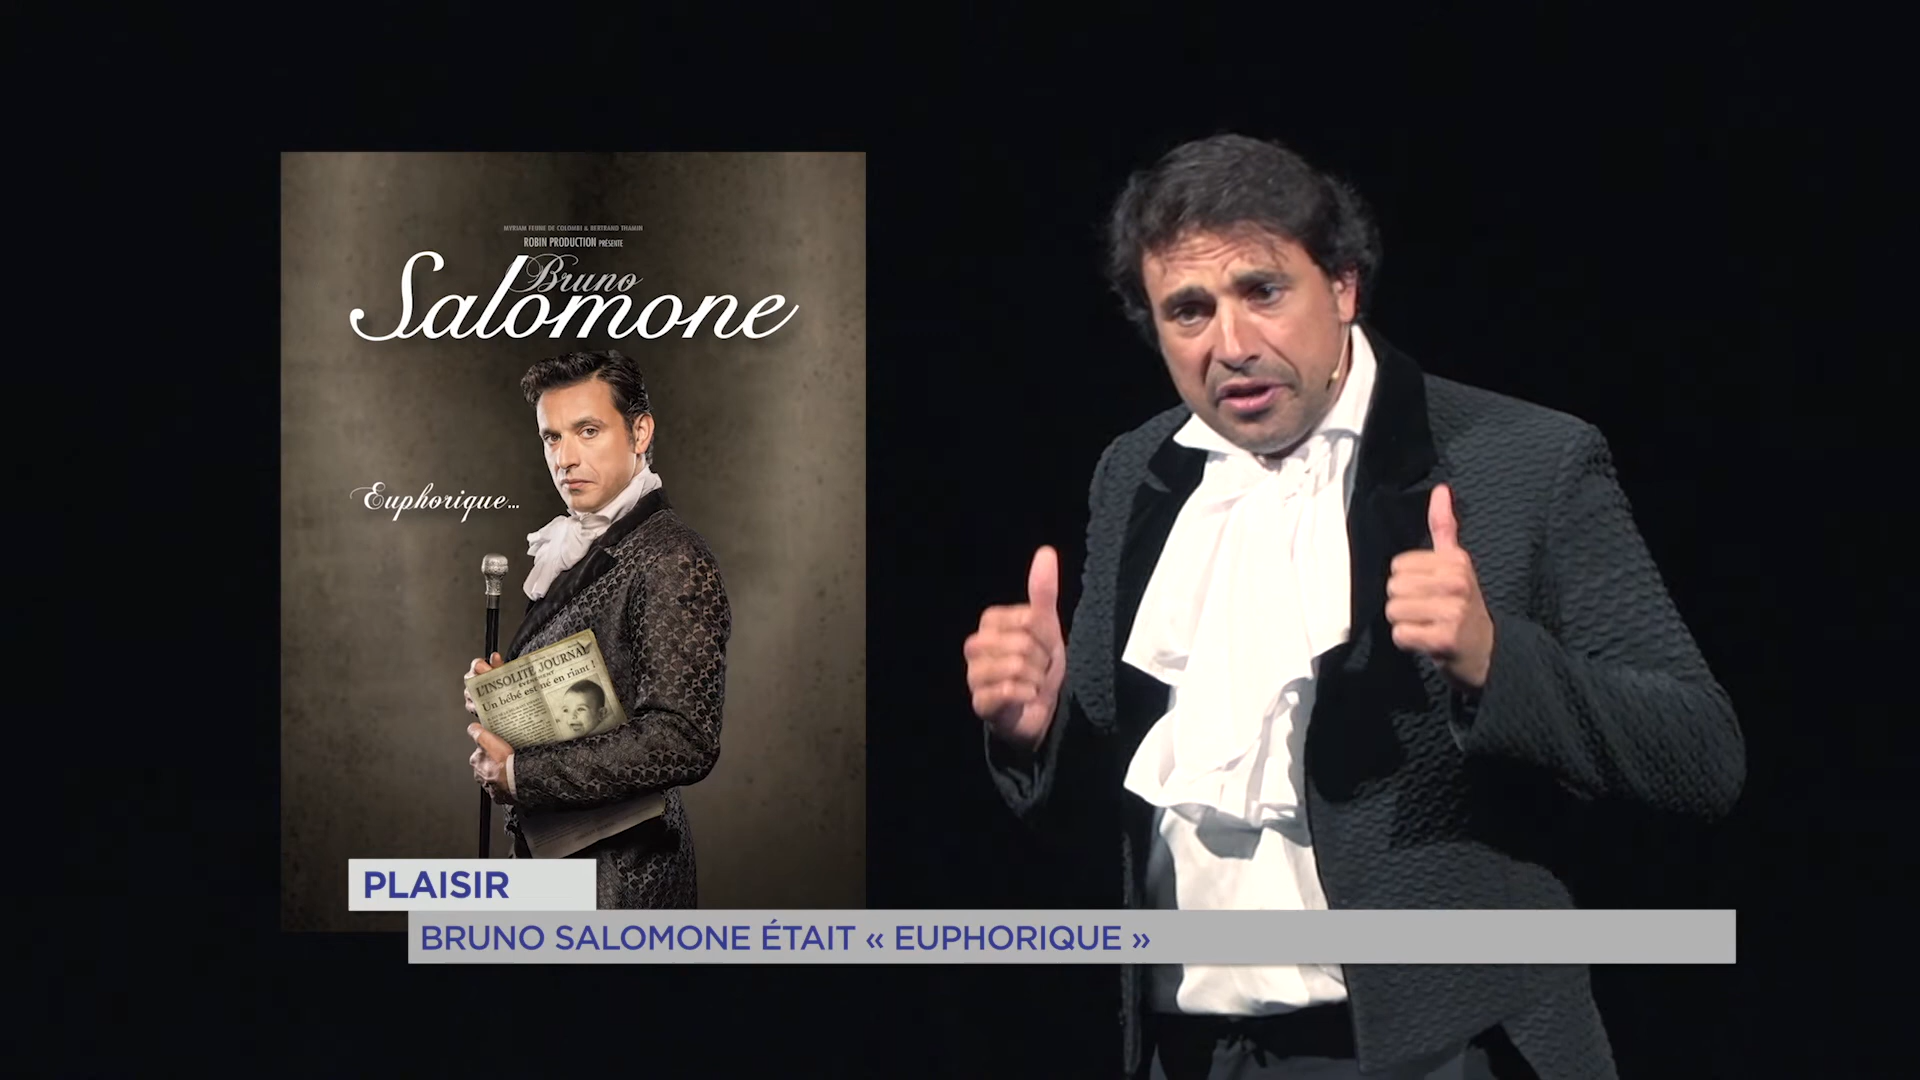 MYRIAM FEUNE DE COLOMBI & BERTRAND THAMIN
ROBIN PRODUCTION PRÉSENTE
Bruno
Salomone
Euphorique...
L'INSOLITE JOURNAL
ÉVÉNEMENT
Un bébé est né en riant !
PLAISIR
BRUNO SALOMONE ÉTAIT « EUPHORIQUE »